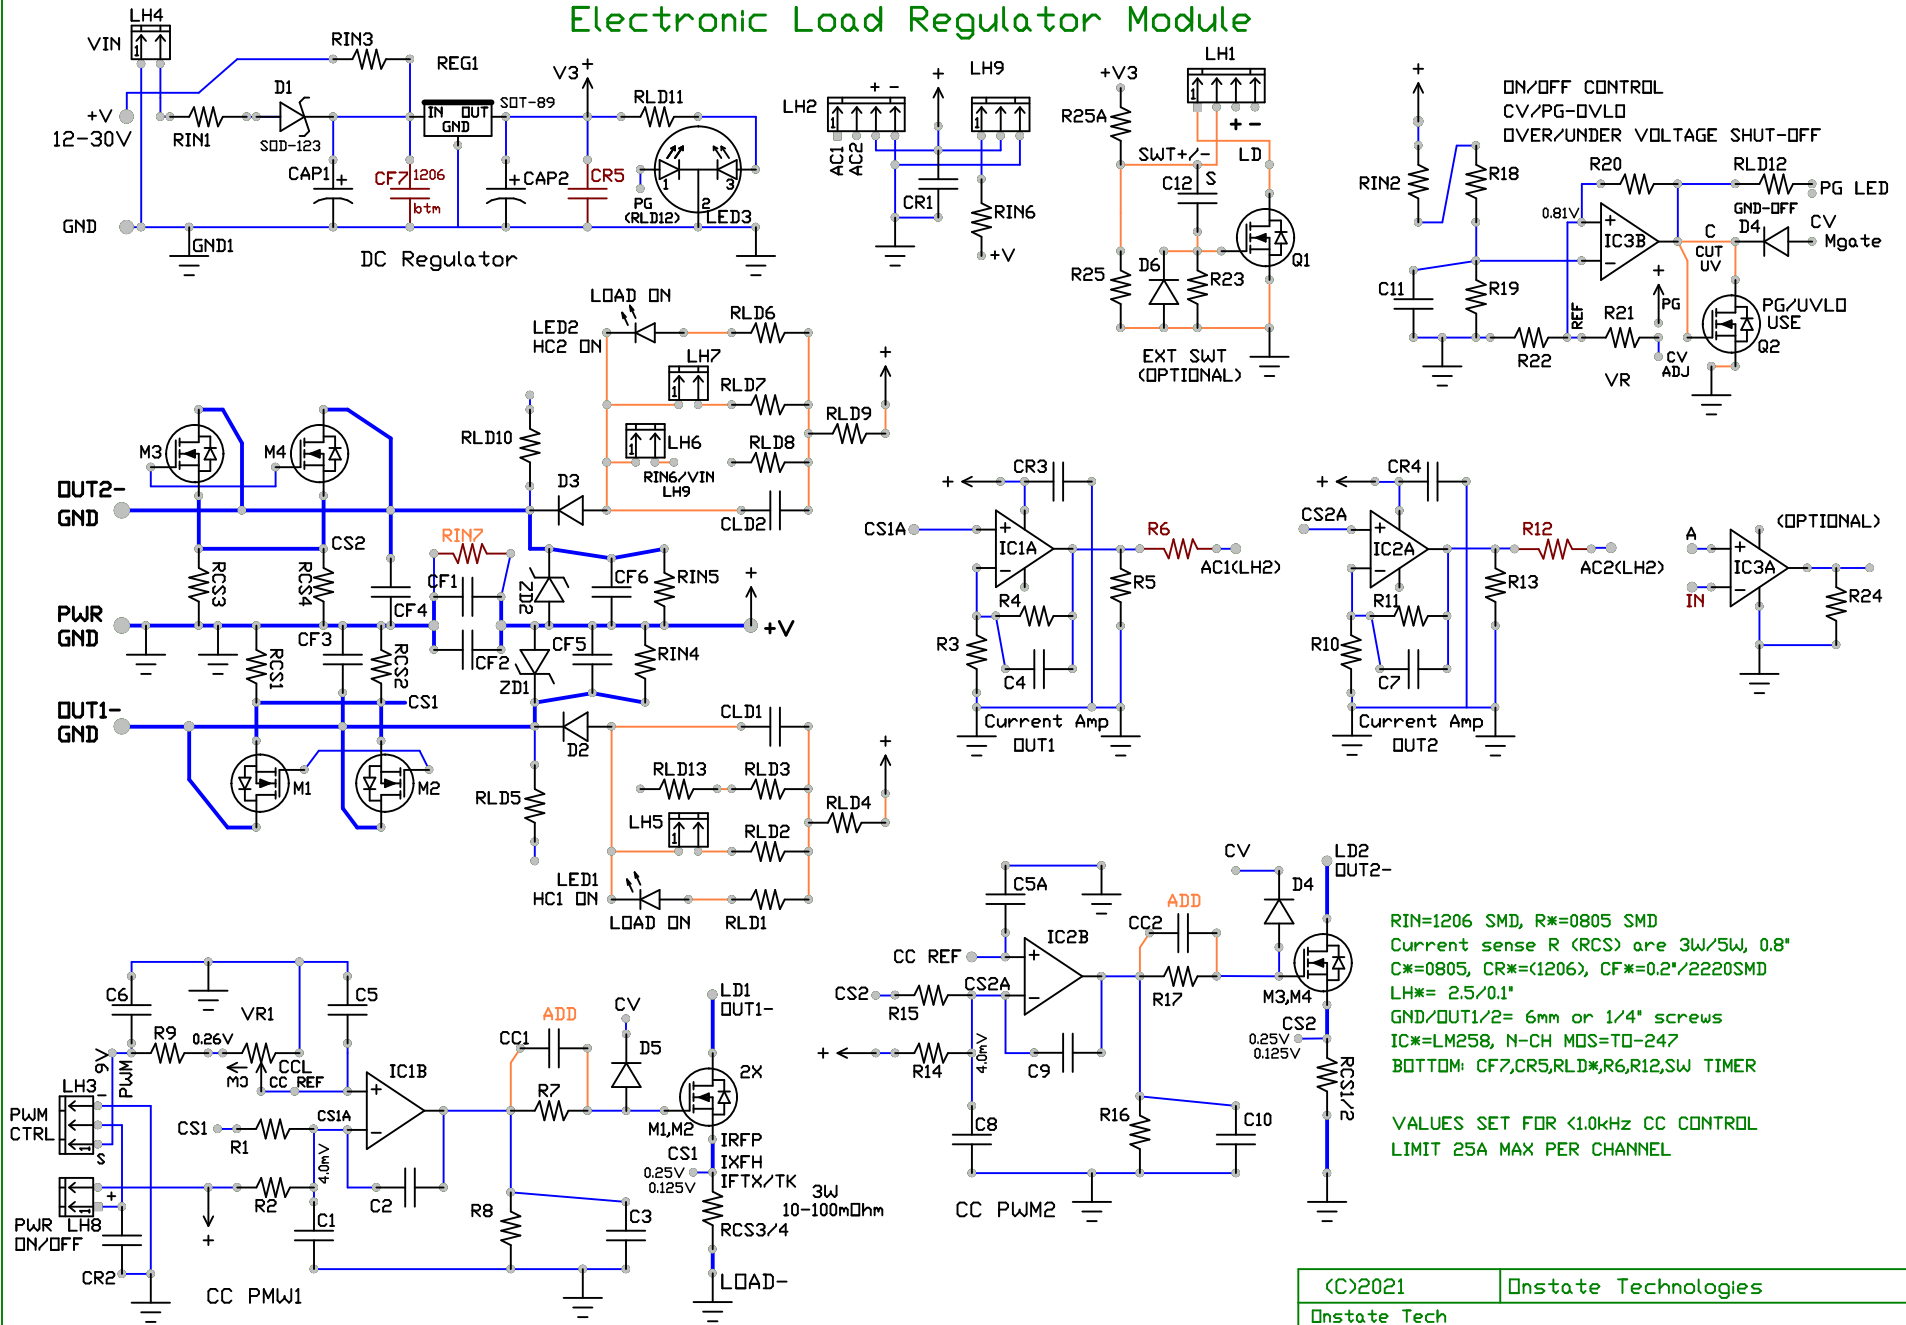 Electronic Load Regulator Module
LH4
VIN
1
RIN3
REG1
V3
+
D1
SOT-89
IN OUT
GND
RLD11
+V
12-30V
RIN1
SOD-123
CAP1
+
CF7
1206
btm
+
CAP2
CR5
1
3
2
PG
(RLD12)
LED3
GND
GND1
DC Regulator
LH2
+ -
1
AC1
AC2
+
LH9
1
CR1
RIN6
+V
LH1
+V3
1
R25A
+ -
SWT+/-
LD
C12
S
D6
R25
R23
Q1
EXT SWT
(OPTIONAL)
+
ON/OFF CONTROL
CV/PG-OVLO
OVER/UNDER VOLTAGE SHUT-OFF
RIN2
R18
R20
RLD12
PG LED
0.81V
+
IC3B
-
GND-OFF
C
D4
CV
Mgate
CUT
UV
C11
R19
+
PG
REF
R21
R22
VR
CV
ADJ
PG/UVLO
USE
Q2
LOAD ON
LED2
HC2 ON
RLD6
LH7
1
RLD7
+
RLD9
LH6
1
RLD8
RIN6/VIN
LH9
RLD10
D3
CLD2
M3
M4
OUT2-
GND
CS2
RCS3
RCS4
RIN7
CF1
CF4
ZD2
CF6
RIN5
+
PWR
GND
+V
CF3
CF2
CF5
RIN4
ZD1
RCS1
RCS2
CS1
OUT1-
GND
D2
CLD1
M1
M2
+
RLD13
RLD3
RLD5
RLD4
LH5
1
RLD2
LED1
HC1 ON
LOAD ON
RLD1
CR3
+
CS1A
+
IC1A
-
R6
AC1(LH2)
R4
R5
R3
C4
Current Amp
OUT1
CR4
+
CS2A
+
IC2A
-
R12
AC2(LH2)
R11
R13
R10
C7
Current Amp
OUT2
(OPTIONAL)
A
+
IC3A
-
IN
R24
C6
C5
VR1
R9
0.26V
9V
PWM
CCL
CC REF
CW
LH3
-
PWM
CTRL
1
S
CS1
R1
CS1A
+
IC1B
-
4.0mV
R2
C1
C2
+
1
+
PWR
ON/OFF
LH8
CR2
CC PMW1
CC1
ADD
R7
CV
D5
LD1
OUT1-
2X
M1,M2
IRFP
IXFH
IFTX/TK
CS1
0.25V
0.125V
3W
10-100mOhm
R8
C3
RCS3/4
LOAD-
C5A
IC2B
CC REF
+
-
CS2
R15
CS2A
+
R14
4.0mV
C9
C8
CC2
ADD
R17
R16
C10
CC PWM2
CV
D4
LD2
OUT2-
M3,M4
CS2
0.25V
0.125V
RCS1/2
RIN=1206 SMD, R*=0805 SMD
Current sense R (RCS) are 3W/5W, 0.8"
C*=0805, CR*=(1206), CF*=0.2"/2220SMD
LH*= 2.5/0.1"
GND/OUT1/2= 6mm or 1/4" screws
IC*=LM258, N-CH MOS=TO-247
BOTTOM: CF7,CR5,RLD*,R6,R12,SW TIMER
VALUES SET FOR <1.0kHz CC CONTROL
LIMIT 25A MAX PER CHANNEL
(C)2021
Onstate Technologies
Onstate Tech